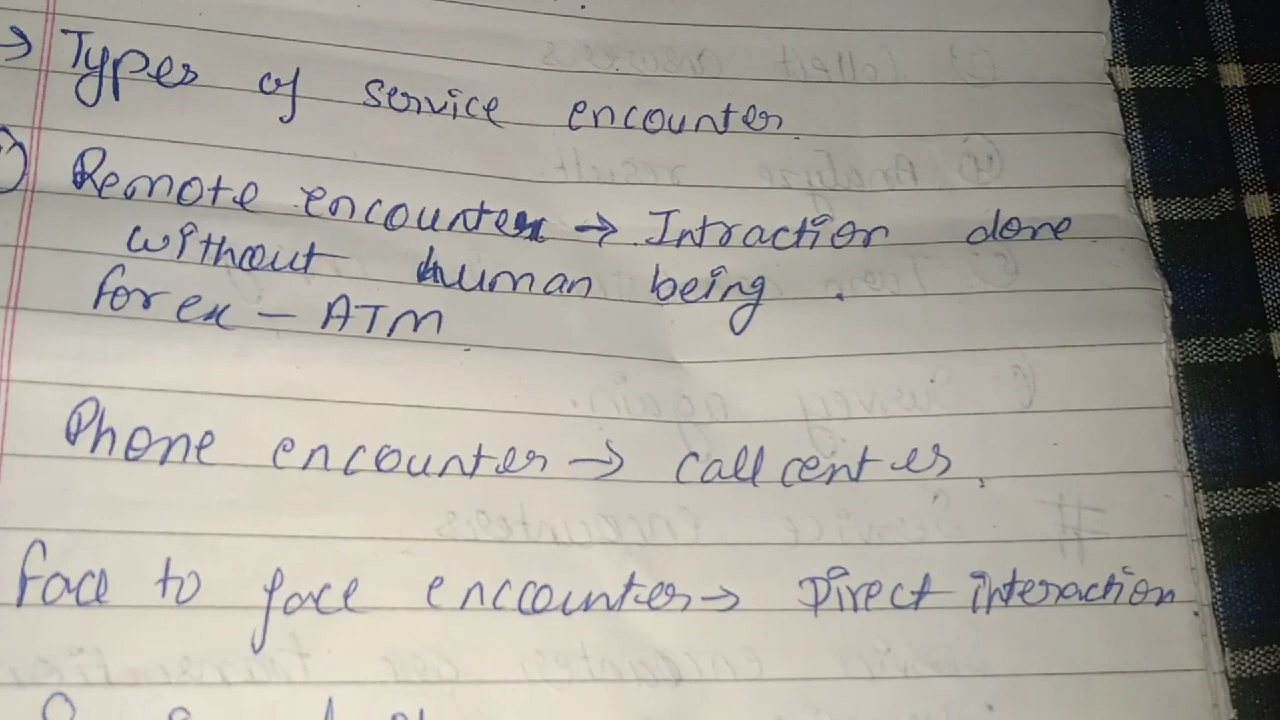 → Types of service encounter.
) Remote encounter → Intraction done
without human being.
for ex - ATM
Phone encounter → call centers.
face to face encounter → Direct interaction.